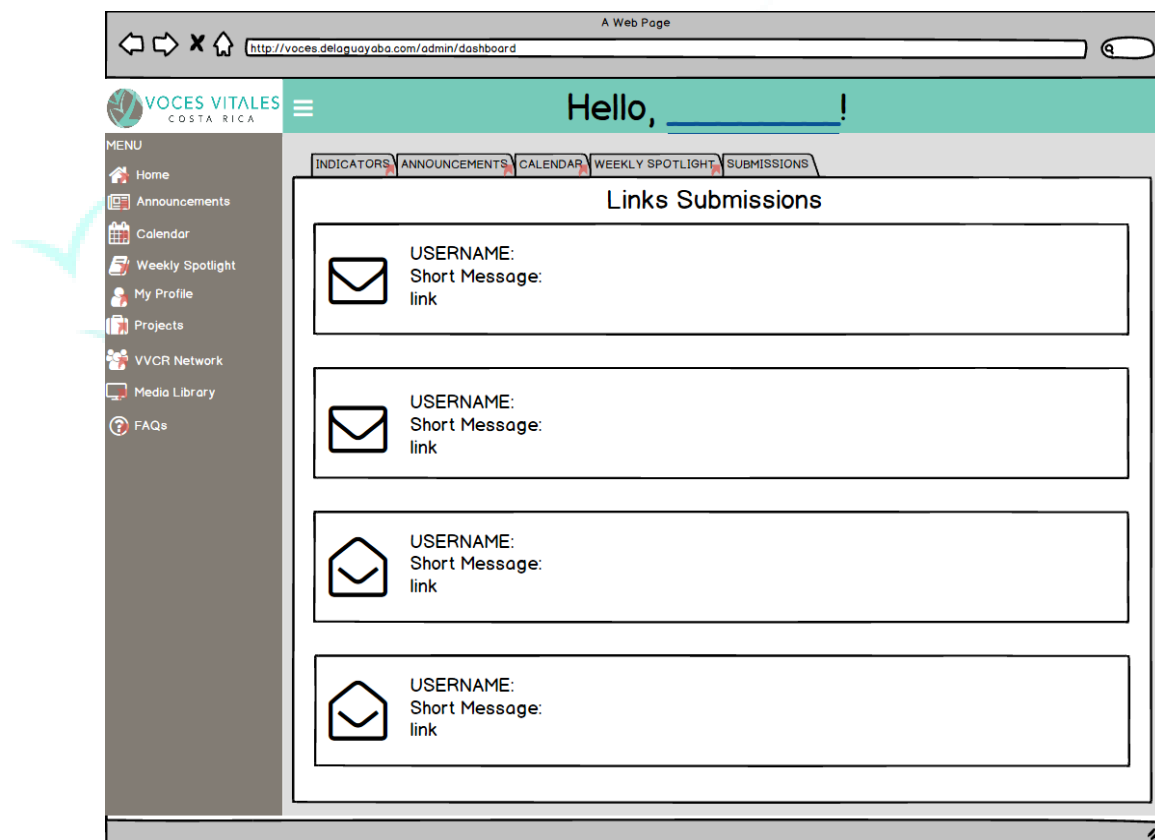 A Web Page
http://voces.delaguayaba.com/admin/dashboard
VOCES VITALES
COSTA RICA
Hello, __________!
MENU
Home
Announcements
Calendar
Weekly Spotlight
My Profile
Projects
VVCR Network
Media Library
FAQs
INDICATORS ANNOUNCEMENTS CALENDAR WEEKLY SPOTLIGHT SUBMISSIONS
Links Submissions
USERNAME:
Short Message:
link
USERNAME:
Short Message:
link
USERNAME:
Short Message:
link
USERNAME:
Short Message:
link